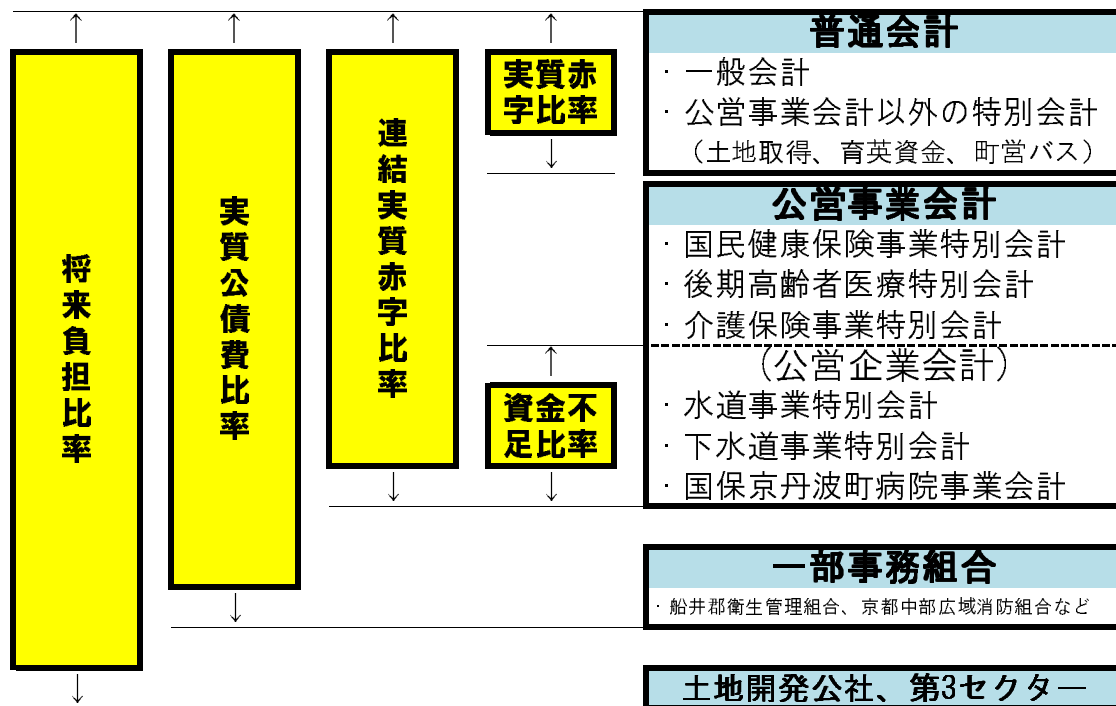 将来負担比率
実質公債費比率
連結実質赤字比率
実質赤
字比率
資金不
足比率
普通会計
・一般会計
・公営事業会計以外の特別会計
（土地取得、育英資金、町営バス）
公営事業会計
・国民健康保険事業特別会計
・後期高齢者医療特別会計
・介護保険事業特別会計
(公営企業会計)
・水道事業特別会計
・下水道事業特別会計
・国保京丹波町病院事業会計
一部事務組合
・船井郡衛生管理組合、京都中部広域消防組合など
土地開発公社、第3セクター